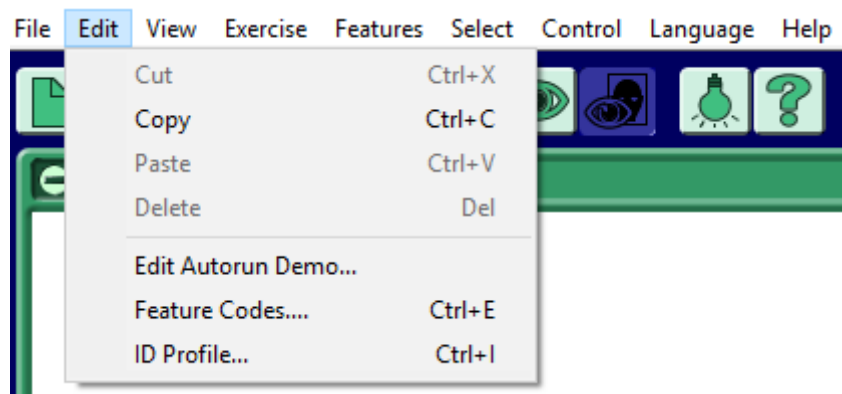 File Edit View Exercise Features Select Control Language Help
Cut Ctrl+X
Copy Ctrl+C
Paste Ctrl+V
Delete Del
Edit Autorun Demo...
Feature Codes.... Ctrl+E
ID Profile... Ctrl+I